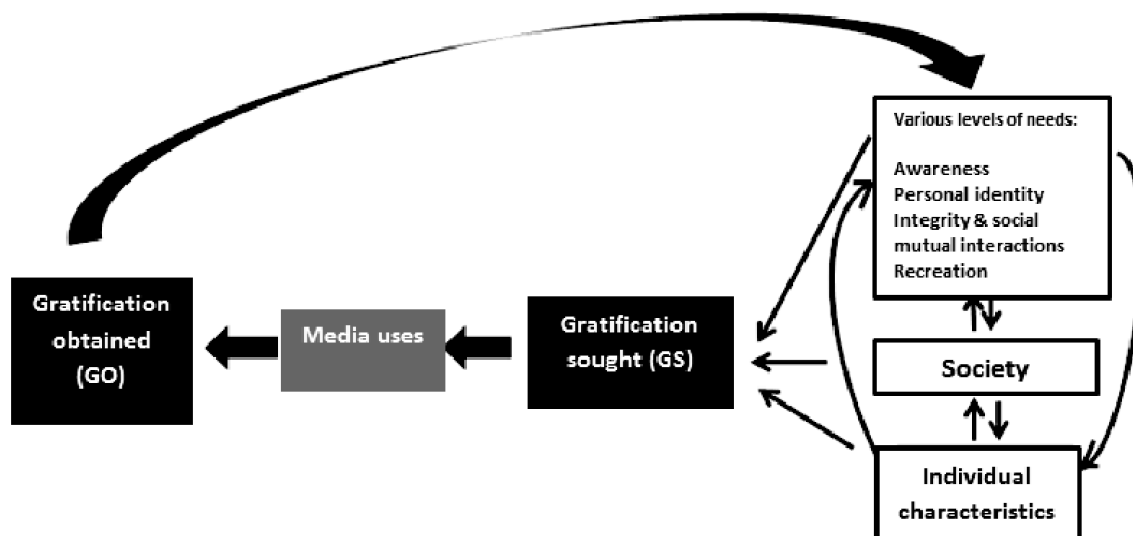 Various levels of needs:
Awareness
Personal identity
Integrity & social
mutual interactions
Recreation
Gratification
obtained
(GO)
Media uses
Gratification
sought (GS)
Society
Individual
characteristics